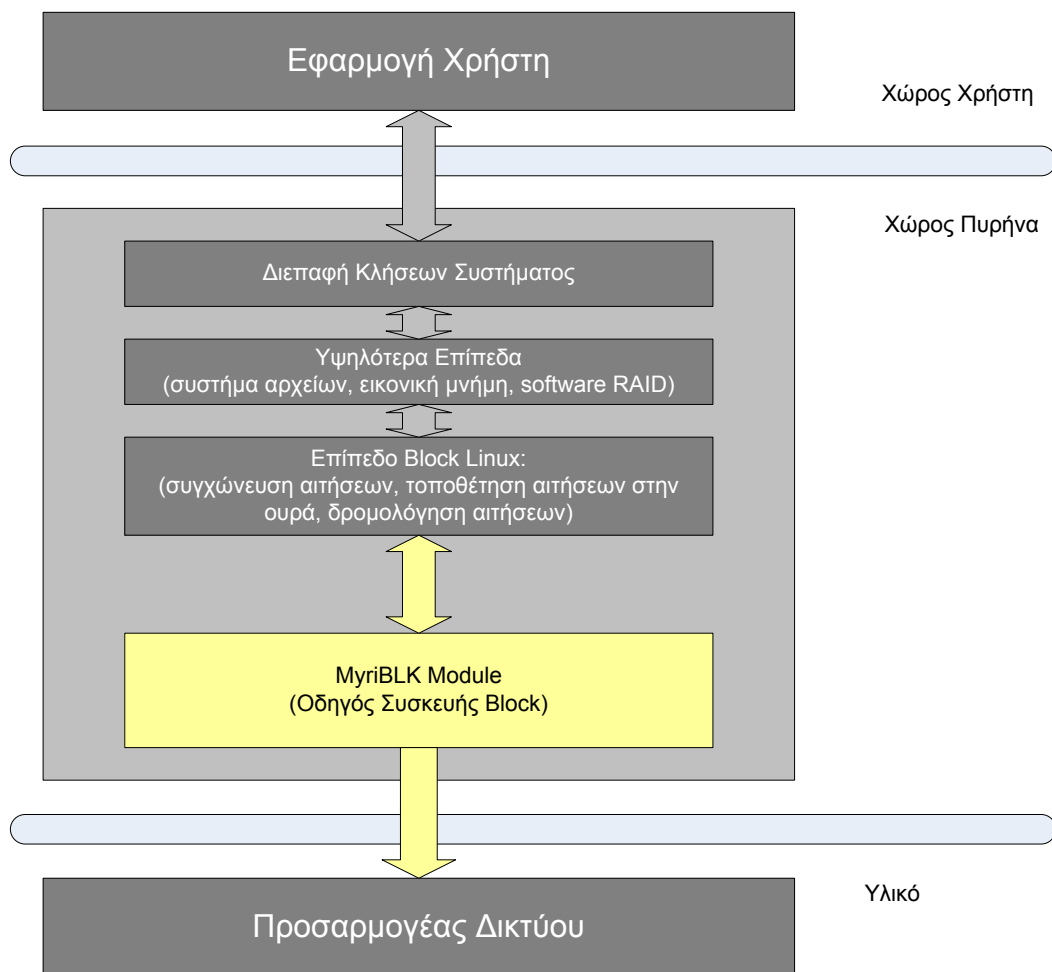 Εφαρμογή Χρήστη
Χώρος Χρήστη
Χώρος Πυρήνα
Διεπαφή Κλήσεων Συστήματος
Υψηλότερα Επίπεδα
(συστήμα αρχείων, εικονική μνήμη, software RAID)
Επίπεδο Block Linux:
(συγχώνευση αιτήσεων, τοποθέτηση αιτήσεων στην
ουρά, δρομολόγηση αιτήσεων)
MyriBLK Module
(Οδηγός Συσκευής Block)
Υλικό
Προσαρμογέας Δικτύου